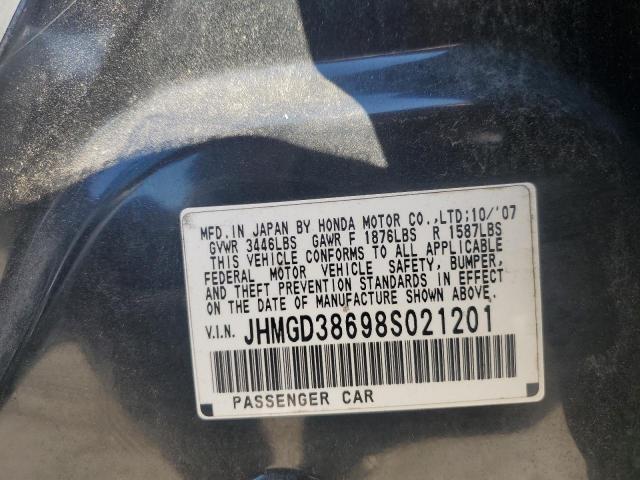 MFD. IN JAPAN BY HONDA MOTOR CO.,LTD;10/'07
GVWR 3446LBS GAWR F 1876LBS R 1587LBS
THIS VEHICLE CONFORMS TO ALL APPLICABLE
FEDERAL MOTOR VEHICLE SAFETY, BUMPER,
AND THEFT PREVENTION STANDARDS IN EFFECT
ON THE DATE OF MANUFACTURE SHOWN ABOVE.
V.I.N. JHMGD38698S021201
PASSENGER CAR